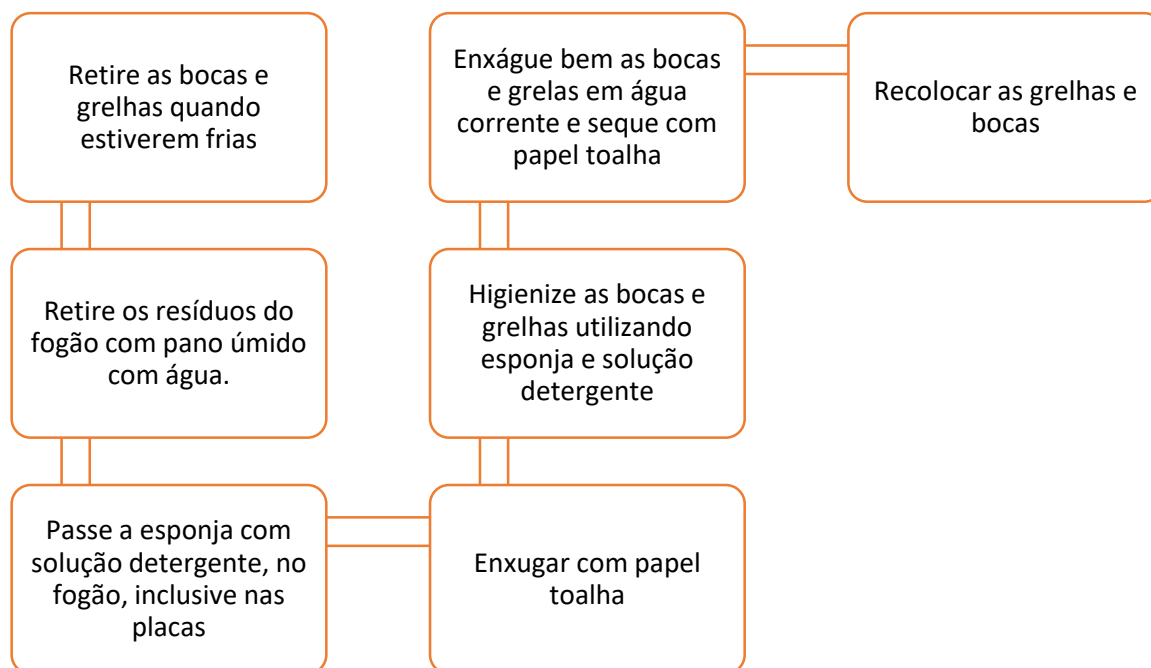 Retire as bocas e
grelhas quando
estiverem frias
Retire os resíduos do
fogão com pano úmido
com água.
Passe a esponja com
solução detergente, no
fogão, inclusive nas
placas
Enxugar com papel
toalha
Higienize as bocas e
grelhas utilizando
esponja e solução
detergente
Enxágue bem as bocas
e grelas em água
corrente e seque com
papel toalha
Recolocar as grelhas e
bocas